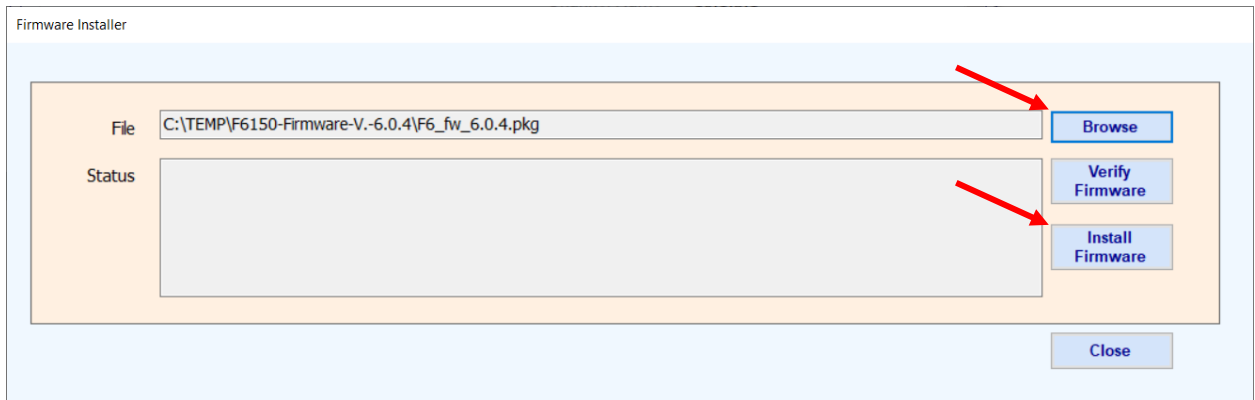 Firmware Installer
File
C:\TEMP\F6150-Firmware-V.-6.0.4\F6_fw_6.0.4.pkg
Browse
Status
Verify
Firmware
Install
Firmware
Close